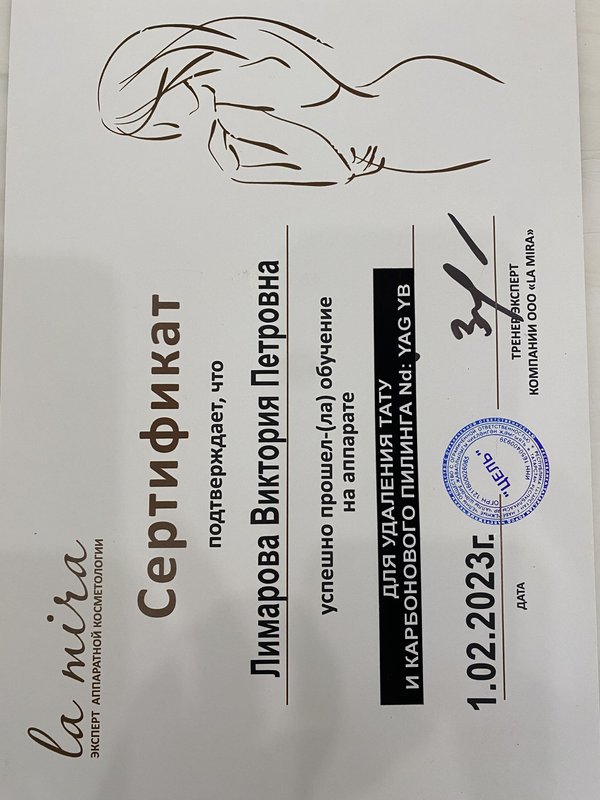 la mira
ЭКСПЕРТ АППАРАТНОЙ КОСМЕТОЛОГИИ
Сертификат
подтверждает, что
Лимарова Виктория Петровна
успешно прошел-(ла) обучение
на аппарате
ДЛЯ УДАЛЕНИЯ ТАТУ
И КАРБОНОВОГО ПИЛИНГА Nd: YAG YB
1.02.2023г.
ДАТА
"ЦЕЛЬ"
ТРЕНЕР-ЭКСПЕРТ
КОМПАНИИ ООО «LA MIRA»